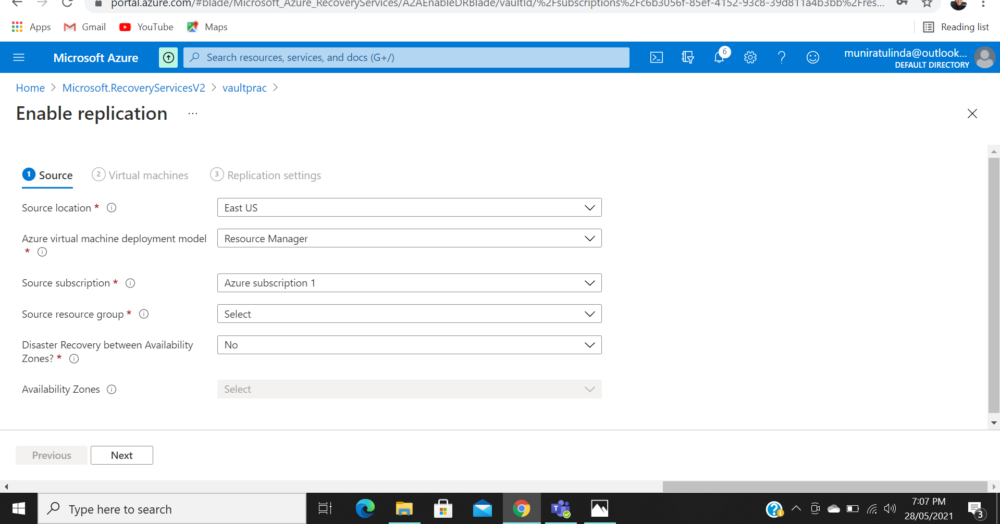 portal.azure.com/#blade/Microsoft_Azure_RecoveryServices/A2AEnableDRBlade/vaultId/%2Fsubscriptions%2Fc6b3056f-85ef-4152-93c8-39d811a4b3bb%2Fres...
Apps Gmail YouTube Maps Reading list
Microsoft Azure Search resources, services, and docs (G+/) 6 muniratulinda@outlook...
DEFAULT DIRECTORY
Home > Microsoft.RecoveryServicesV2 > vaultprac >
Enable replication ...
1 Source 2 Virtual machines 3 Replication settings
Source location * East US
Azure virtual machine deployment model * Resource Manager
Source subscription * Azure subscription 1
Source resource group * Select
Disaster Recovery between Availability No
Zones? *
Availability Zones Select
Previous Next
Type here to search
7:07 PM
28/05/2021
3